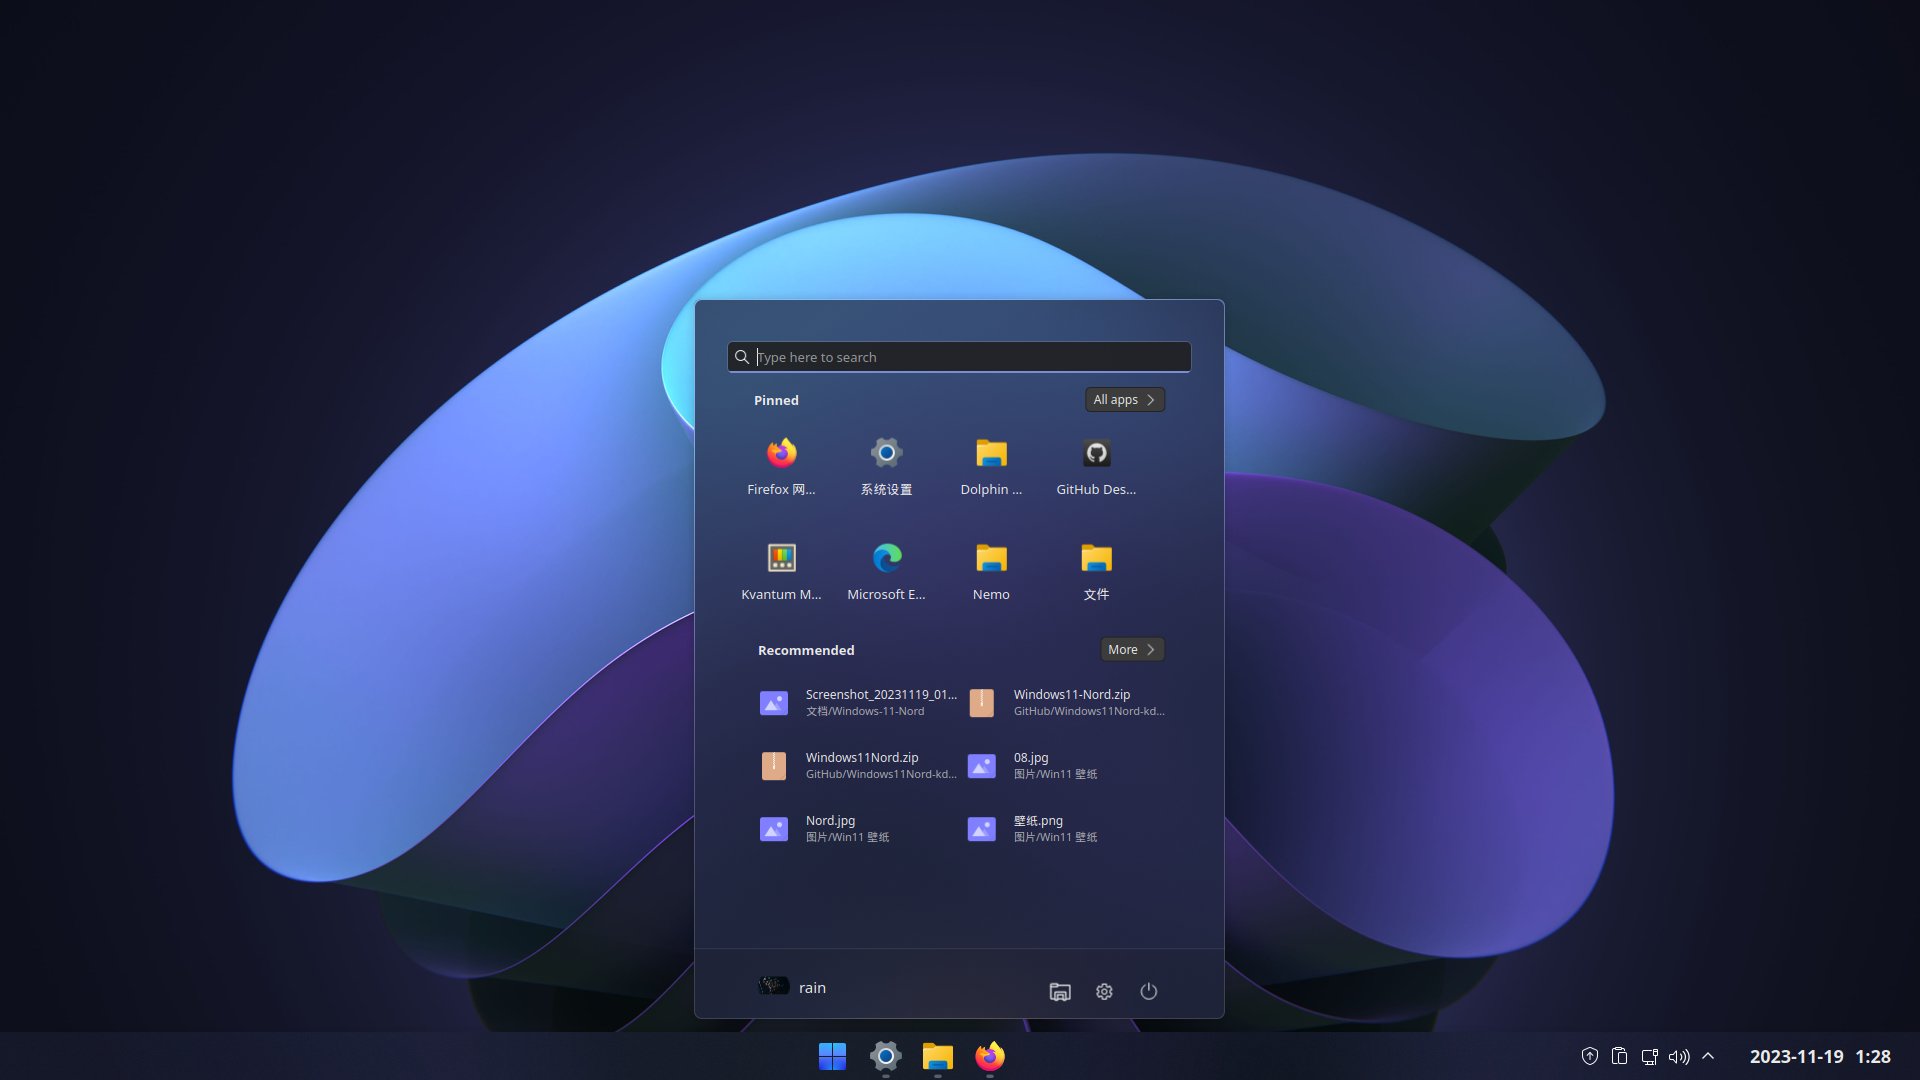 Type here to search
Pinned
All apps
Firefox 网...
系统设置
Dolphin ...
GitHub Des...
Kvantum M...
Microsoft E...
Nemo
文件
Recommended
More
Screenshot_20231119_01...
文档/Windows-11-Nord
Windows11-Nord.zip
GitHub/Windows11Nord-kd...
Windows11Nord.zip
GitHub/Windows11Nord-kd...
08.jpg
图片/Win11 壁纸
Nord.jpg
图片/Win11 壁纸
壁纸.png
图片/Win11 壁纸
rain
2023-11-19 1:28